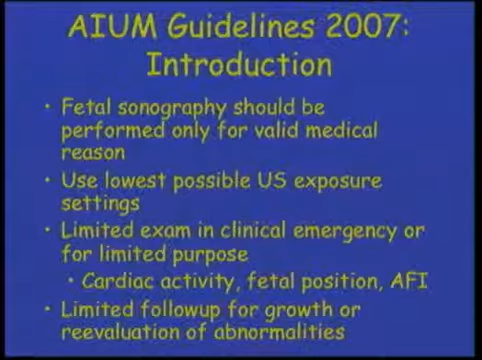 AIUM Guidelines 2007:
Introduction
• Fetal sonography should be
performed only for valid medical
reason
• Use lowest possible US exposure
settings
• Limited exam in clinical emergency or
for limited purpose
• Cardiac activity, fetal position, AFI
• Limited followup for growth or
reevaluation of abnormalities